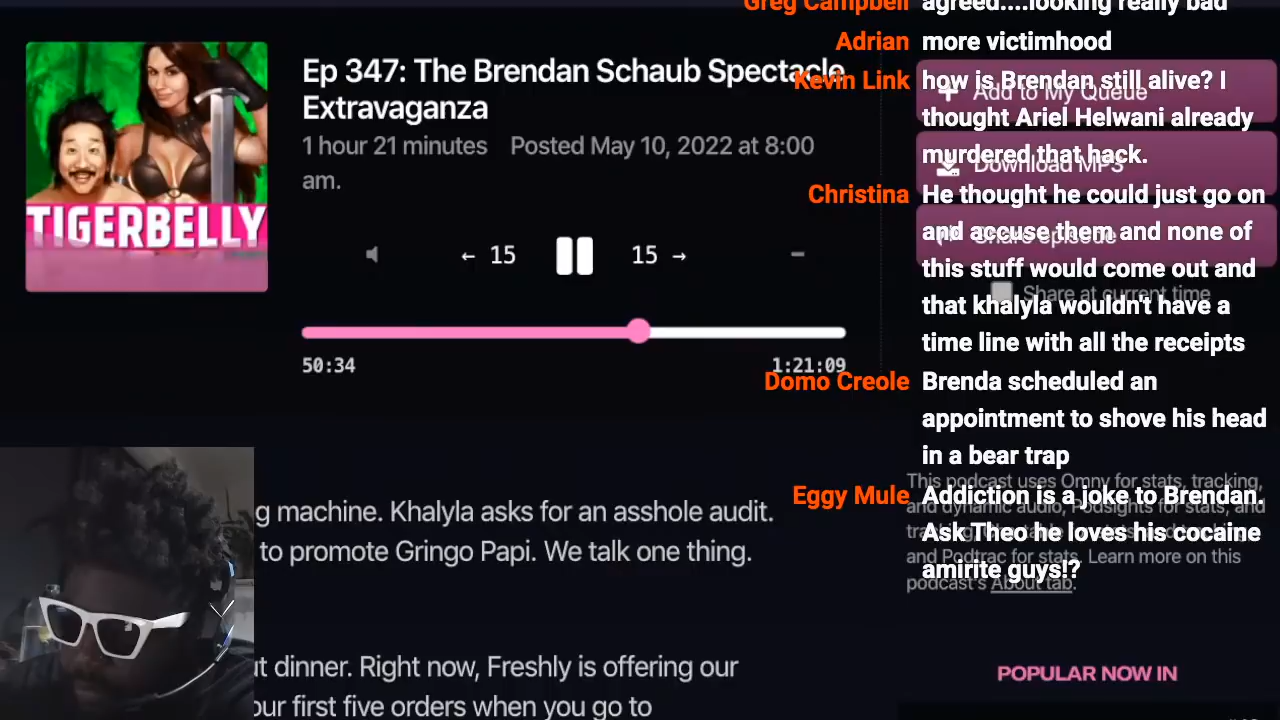 TIGERBELLY
Ep 347: The Brendan Schaub Spectacle
Extravaganza
1 hour 21 minutes Posted May 10, 2022 at 8:00
am.
← 15
15 →
50:34
1:21:09
g machine. Khalyla asks for an asshole audit.
to promote Gringo Papi. We talk one thing.
t dinner. Right now, Freshly is offering our
our first five orders when you go to
Greg Campbell agreed....looking really bad
Adrian more victimhood
Kevin Link how is Brendan still alive? I
thought Ariel Helwani already
murdered that hack.
Christina He thought he could just go on
and accuse them and none of
this stuff would come out and
that khalyla wouldn't have a
time line with all the receipts
Domo Creole Brenda scheduled an
appointment to shove his head
in a bear trap
Eggy Mule Addiction is a joke to Brendan.
Ask Theo he loves his cocaine
amirite guys!?
Add to My Queue
Download MP3
Share episode
Share at current time
This podcast uses Omny for stats, tracking,
and dynamic audio, Podsights for stats, and
and Podtrac for stats. Learn more on this
podcast's About tab.
POPULAR NOW IN